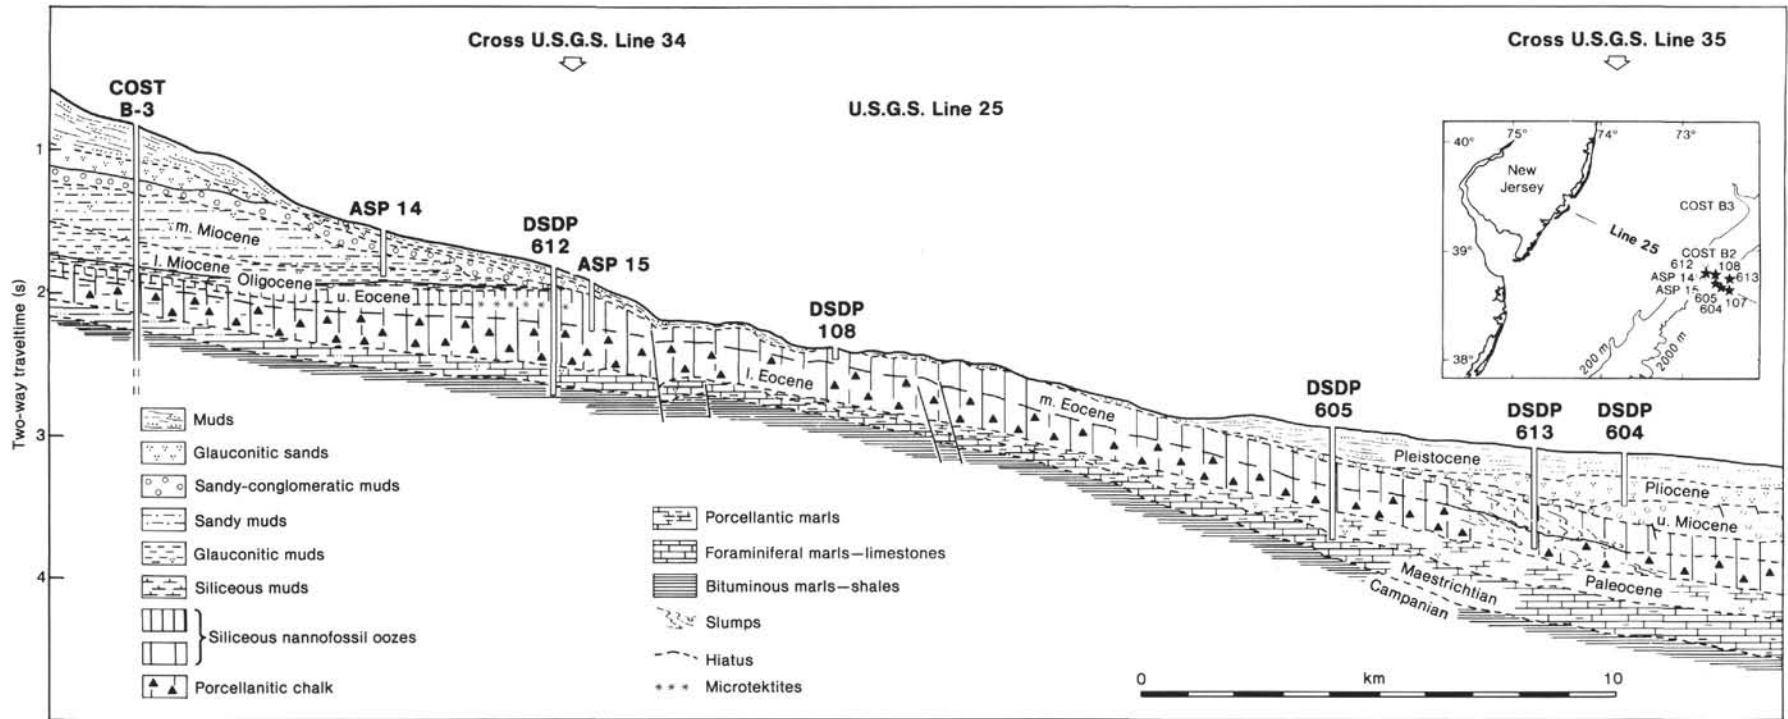 Cross U.S.G.S. Line 34
Cross U.S.G.S. Line 35
COST
B-3
U.S.G.S. Line 25
ASP 14
DSDP
612
ASP 15
DSDP
108
DSDP
605
DSDP
613
DSDP
604
Two-way traveltime (s)
1
2
3
4
m. Miocene
l. Miocene
Oligocene
u. Eocene
l. Eocene
m. Eocene
Pleistocene
Pliocene
u. Miocene
Paleocene
Maestrichtian
Campanian
75°
74°
73°
40°
39°
38°
New
Jersey
COST B3
Line 25
COST B2
612
108
ASP 14
613
ASP 15
605
107
604
200 m
2000 m
Muds
Glauconitic sands
Sandy-conglomeratic muds
Sandy muds
Glauconitic muds
Siliceous muds
Siliceous nannofossil oozes
Porcellanitic chalk
Porcellantic marls
Foraminiferal marls—limestones
Bituminous marls—shales
Slumps
Hiatus
Microtektites
0 km 10